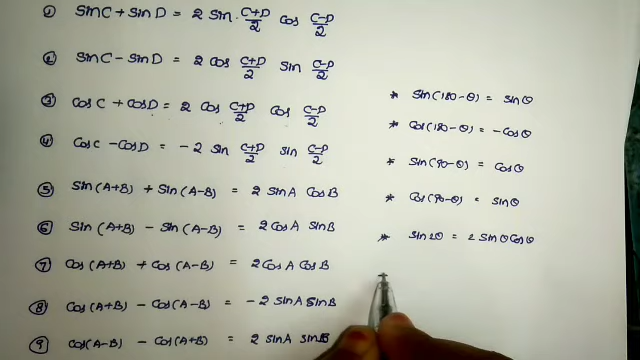 ① SinC + sinD = 2 Sin. C+D/2 Cos C-D/2
② SinC - SinD = 2 Cos C+D/2 Sin C-D/2
③ CosC + CosD = 2 Cos C+D/2 Cos C-D/2
④ CosC - CosD = -2 Sin C+D/2 Sin C-D/2
⑤ Sin(A+B) + Sin(A-B) = 2 SinA CosB
⑥ Sin(A+B) - Sin(A-B) = 2 CosA SinB
⑦ Cos(A+B) + Cos(A-B) = 2 CosA CosB
⑧ Cos(A+B) - Cos(A-B) = -2 SinA SinB
⑨ Cos(A-B) - Cos(A+B) = 2 SinA SinB
* Sin(180-θ) = Sinθ
* Cos(180-θ) = -Cosθ
* Sin(90-θ) = Cosθ
* Cos(90-θ) = Sinθ
* Sin2θ = 2 Sinθ Cosθ